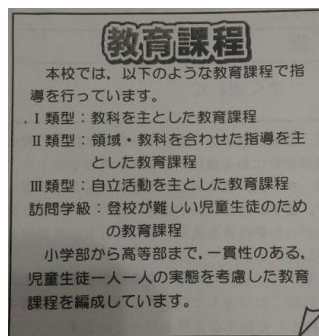 教育課程
本校では，以下のような教育課程で指
導を行っています。
Ⅰ類型：教科を主とした教育課程
Ⅱ類型：領域・教科を合わせた指導を主
とした教育課程
Ⅲ類型：自立活動を主とした教育課程
訪問学級：登校が難しい児童生徒のため
の教育課程
小学部から高等部まで，一貫性のある，
児童生徒一人一人の実態を考慮した教育
課程を編成しています。